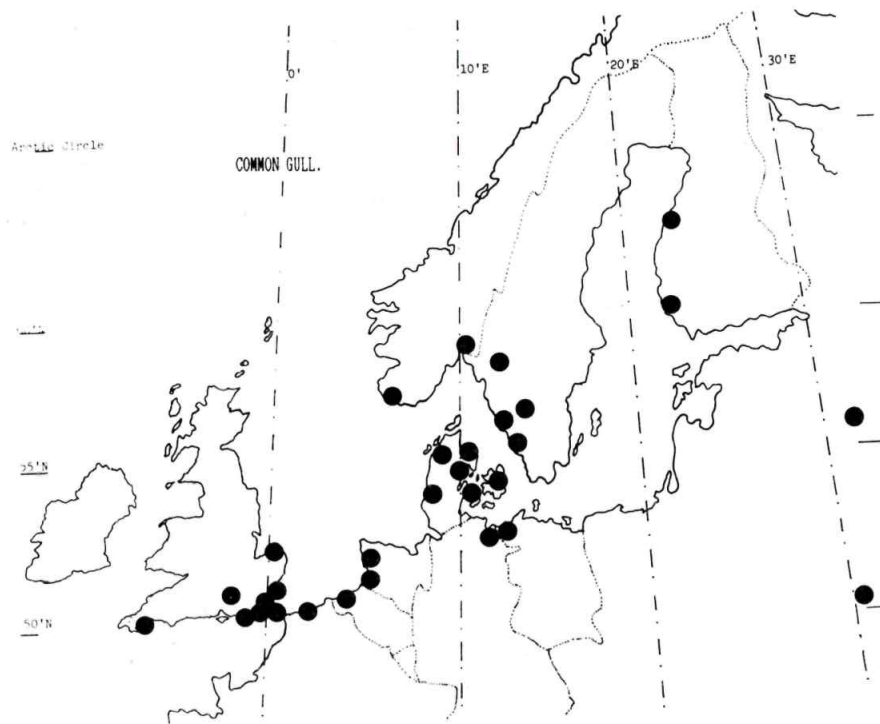 0'
10'E
20'E
30'E
Arctic Circle
COMMON GULL.
55'N
50'N